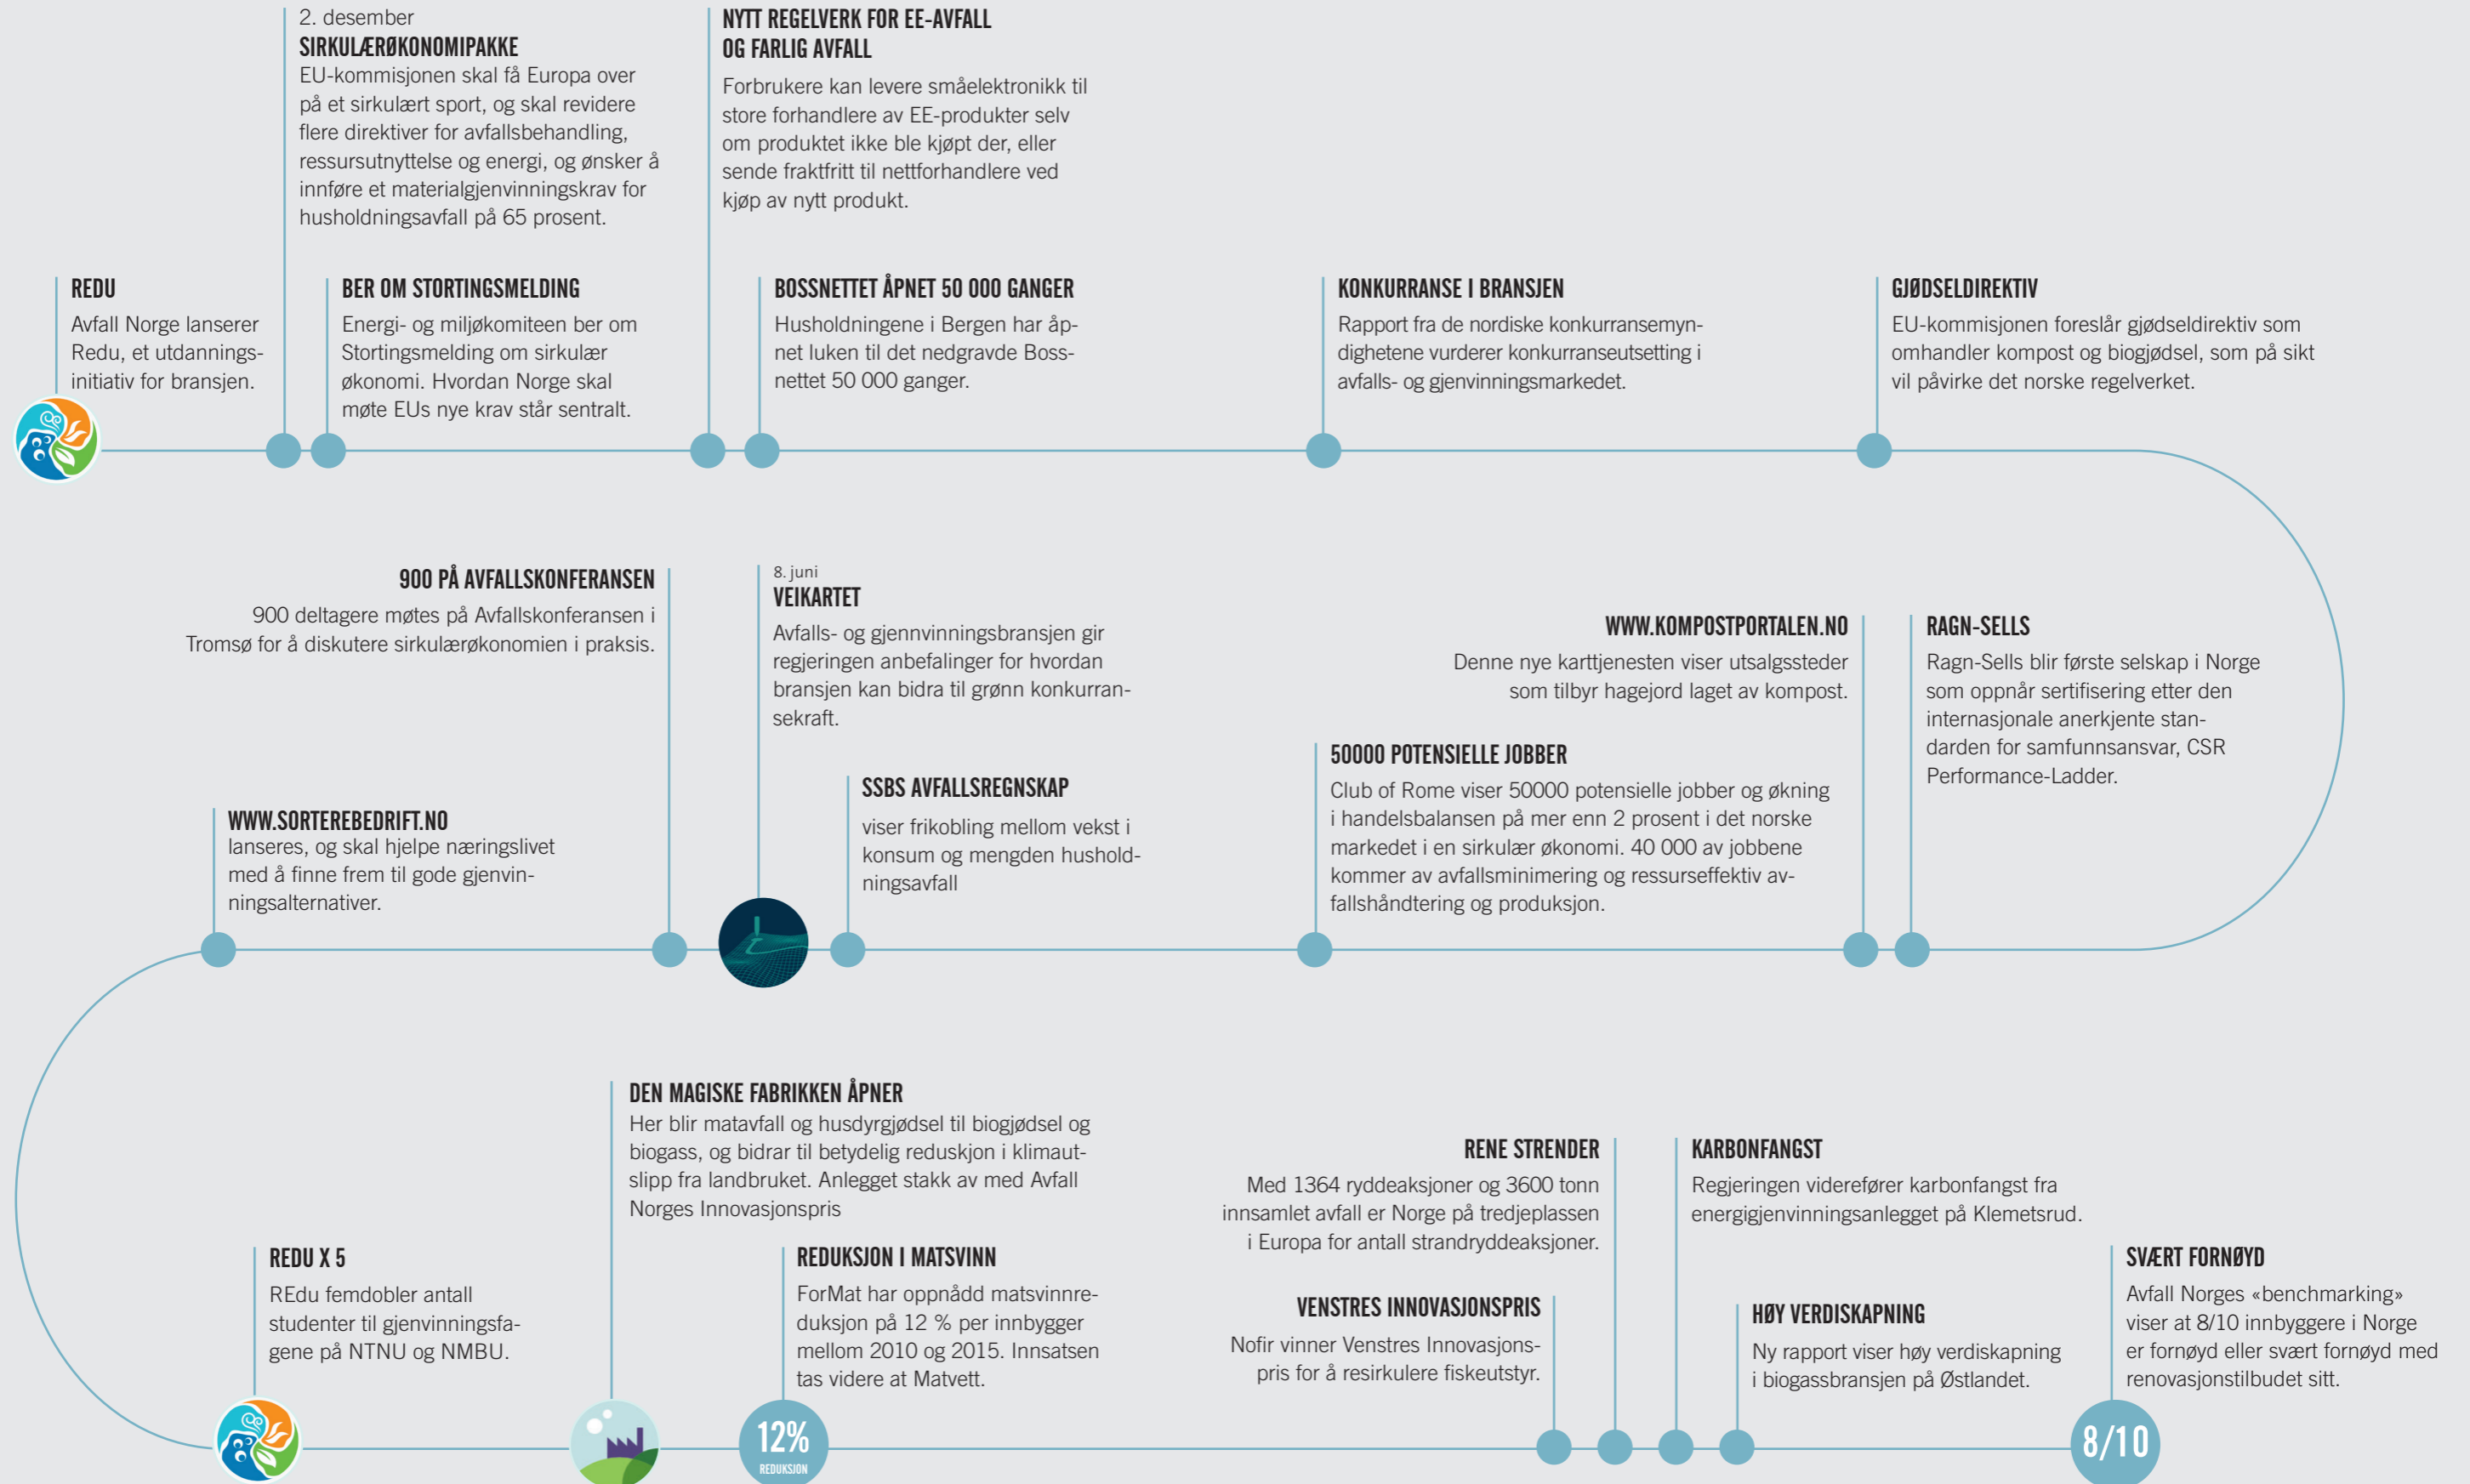 2. desember
SIRKULÆRØKONOMIPAKKE
EU-kommisjonen skal få Europa over
på et sirkulært sport, og skal revidere
flere direktiver for avfallsbehandling,
ressursutnyttelse og energi, og ønsker å
innføre et materialgjenvinningskrav for
husholdningsavfall på 65 prosent.
NYTT REGELVERK FOR EE-AVFALL
OG FARLIG AVFALL
Forbrukere kan levere småelektronikk til
store forhandlere av EE-produkter selv
om produktet ikke ble kjøpt der, eller
sende fraktfritt til nettforhandlere ved
kjøp av nytt produkt.
REDU
Avfall Norge lanserer
Redu, et utdannings-
initiativ for bransjen.
BER OM STORTINGSMELDING
Energi- og miljøkomiteen ber om
Stortingsmelding om sirkulær
økonomi. Hvordan Norge skal
møte EUs nye krav står sentralt.
BOSSNETTET ÅPNET 50 000 GANGER
Husholdningene i Bergen har åp-
net luken til det nedgravde Boss-
nettet 50 000 ganger.
KONKURRANSE I BRANSJEN
Rapport fra de nordiske konkurransemyn-
dighetene vurderer konkurranseutsetting i
avfalls- og gjenvinningsmarkedet.
GJØDSELDIREKTIV
EU-kommisjonen foreslår gjødseldirektiv som
omhandler kompost og biogjødsel, som på sikt
vil påvirke det norske regelverket.
RAGN-SELLS
Ragn-Sells blir første selskap i Norge
som oppnår sertifisering etter den
internasjonale anerkjente stan-
darden for samfunnsansvar, CSR
Performance-Ladder.
WWW.KOMPOSTPORTALEN.NO
Denne nye karttjenesten viser utsalgssteder
som tilbyr hagejord laget av kompost.
50000 POTENSIELLE JOBBER
Club of Rome viser 50000 potensielle jobber og økning
i handelsbalansen på mer enn 2 prosent i det norske
markedet i en sirkulær økonomi. 40 000 av jobbene
kommer av avfallsminimering og ressurseffektiv av-
fallshåndtering og produksjon.
SSBS AVFALLSREGNSKAP
viser frikobling mellom vekst i
konsum og mengden hushold-
ningsavfall
8. juni
VEIKARTET
Avfalls- og gjennvinningsbransjen gir
regjeringen anbefalinger for hvordan
bransjen kan bidra til grønn konkurran-
sekraft.
900 PÅ AVFALLSKONFERANSEN
900 deltagere møtes på Avfallskonferansen i
Tromsø for å diskutere sirkulærøkonomien i praksis.
WWW.SORTEREBEDRIFT.NO
lanseres, og skal hjelpe næringslivet
med å finne frem til gode gjenvin-
ningsalternativer.
REDU X 5
REdu femdobler antall
studenter til gjenvinningsfa-
gene på NTNU og NMBU.
DEN MAGISKE FABRIKKEN ÅPNER
Her blir matavfall og husdyrgjødsel til biogjødsel og
biogass, og bidrar til betydelig reduskjon i klimaut-
slipp fra landbruket. Anlegget stakk av med Avfall
Norges Innovasjonspris
REDUKSJON I MATSVINN
ForMat har oppnådd matsvinnre-
duksjon på 12 % per innbygger
mellom 2010 og 2015. Innsatsen
tas videre at Matvett.
12%
REDUKSJON
VENSTRES INNOVASJONSPRIS
Nofir vinner Venstres Innovasjons-
pris for å resirkulere fiskeutstyr.
RENE STRENDER
Med 1364 ryddeaksjoner og 3600 tonn
innsamlet avfall er Norge på tredjeplassen
i Europa for antall strandryddeaksjoner.
KARBONFANGST
Regjeringen viderefører karbonfangst fra
energigjenvinningsanlegget på Klemetsrud.
HØY VERDISKAPNING
Ny rapport viser høy verdiskapning
i biogassbransjen på Østlandet.
SVÆRT FORNØYD
Avfall Norges «benchmarking»
viser at 8/10 innbyggere i Norge
er fornøyd eller svært fornøyd med
renovasjonstilbudet sitt.
8/10